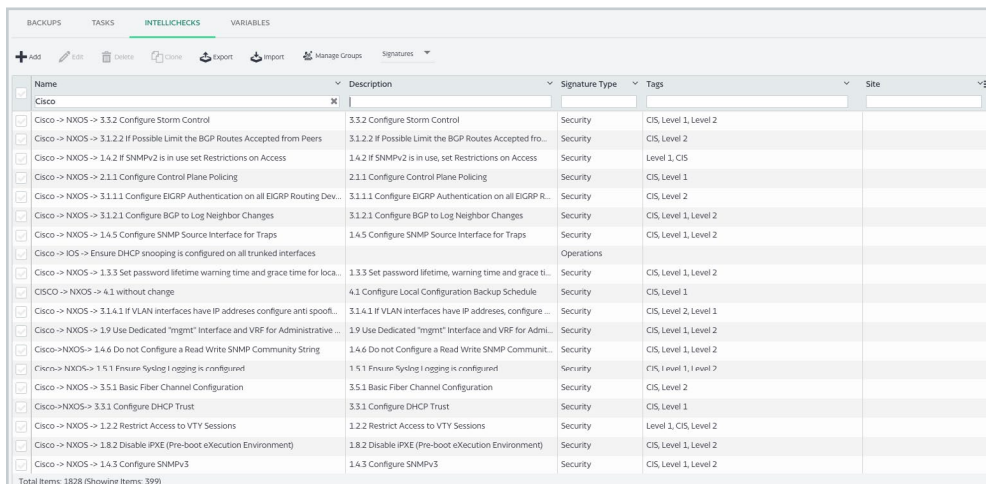 BACKUPS TASKS INTELLICHECKS VARIABLES
Add Edit Delete Clone Export Import Manage Groups Signatures
Name Description Signature Type Tags Site
Cisco
Cisco -> NXOS -> 3.3.2 Configure Storm Control 3.3.2 Configure Storm Control Security CIS, Level 1, Level 2
Cisco -> NXOS -> 3.1.2.2 If Possible Limit the BGP Routes Accepted from Peers 3.1.2.2 If Possible Limit the BGP Routes Accepted fro... Security CIS, Level 2
Cisco -> NXOS -> 1.4.2 If SNMPv2 is in use set Restrictions on Access 1.4.2 If SNMPv2 is in use, set Restrictions on Access Security Level 1, CIS
Cisco -> NXOS -> 2.1.1 Configure Control Plane Policing 2.1.1 Configure Control Plane Policing Security CIS, Level 1
Cisco -> NXOS -> 3.1.1.1 Configure EIGRP Authentication on all EIGRP Routing Dev... 3.1.1.1 Configure EIGRP Authentication on all EIGRP R... Security CIS, Level 2
Cisco -> NXOS -> 3.1.2.1 Configure BGP to Log Neighbor Changes 3.1.2.1 Configure BGP to Log Neighbor Changes Security CIS, Level 1, Level 2
Cisco -> NXOS -> 1.4.5 Configure SNMP Source Interface for Traps 1.4.5 Configure SNMP Source Interface for Traps Security CIS, Level 1, Level 2
Cisco -> IOS -> Ensure DHCP snooping is configured on all trunked interfaces Operations
Cisco -> NXOS -> 1.3.3 Set password lifetime warning time and grace time for loca... 1.3.3 Set password lifetime, warning time and grace ti... Security CIS, Level 1, Level 2
CISCO -> NXOS -> 4.1 without change 4.1 Configure Local Configuration Backup Schedule Security CIS, Level 1
Cisco -> NXOS -> 3.1.4.1 If VLAN interfaces have IP addreses configure anti spoofi... 3.1.4.1 If VLAN interfaces have IP addreses, configure ... Security CIS, Level 2, Level 1
Cisco -> NXOS -> 1.9 Use Dedicated "mgmt" Interface and VRF for Administrative ... 1.9 Use Dedicated "mgmt" Interface and VRF for Admi... Security CIS, Level 1, Level 2
Cisco->NXOS-> 1.4.6 Do not Configure a Read Write SNMP Community String 1.4.6 Do not Configure a Read Write SNMP Communit... Security CIS, Level 1, Level 2
Cisco-> NXOS-> 1.5.1 Ensure Syslog Logging is configured 1.5.1 Ensure Syslog Logging is configured Security CIS, Level 1, Level 2
Cisco -> NXOS -> 3.5.1 Basic Fiber Channel Configuration 3.5.1 Basic Fiber Channel Configuration Security CIS, Level 2
Cisco->NXOS-> 3.3.1 Configure DHCP Trust 3.3.1 Configure DHCP Trust Security CIS, Level 1
Cisco -> NXOS -> 1.2.2 Restrict Access to VTY Sessions 1.2.2 Restrict Access to VTY Sessions Security Level 1, CIS, Level 2
Cisco -> NXOS -> 1.8.2 Disable iPXE (Pre-boot eXecution Environment) 1.8.2 Disable iPXE (Pre-boot eXecution Environment) Security CIS, Level 1, Level 2
Cisco -> NXOS -> 1.4.3 Configure SNMPv3 1.4.3 Configure SNMPv3 Security CIS, Level 1, Level 2
Total Items: 1828 (Showing Items: 399)